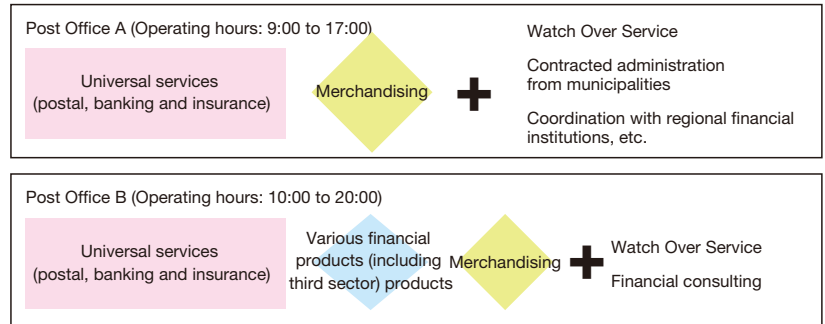 Post Office A (Operating hours: 9:00 to 17:00)
Universal services
(postal, banking and insurance)
Merchandising
+
Watch Over Service
Contracted administration
from municipalities
Coordination with regional financial
institutions, etc.
Post Office B (Operating hours: 10:00 to 20:00)
Universal services
(postal, banking and insurance)
Various financial
products (including
third sector) products
Merchandising
+
Watch Over Service
Financial consulting